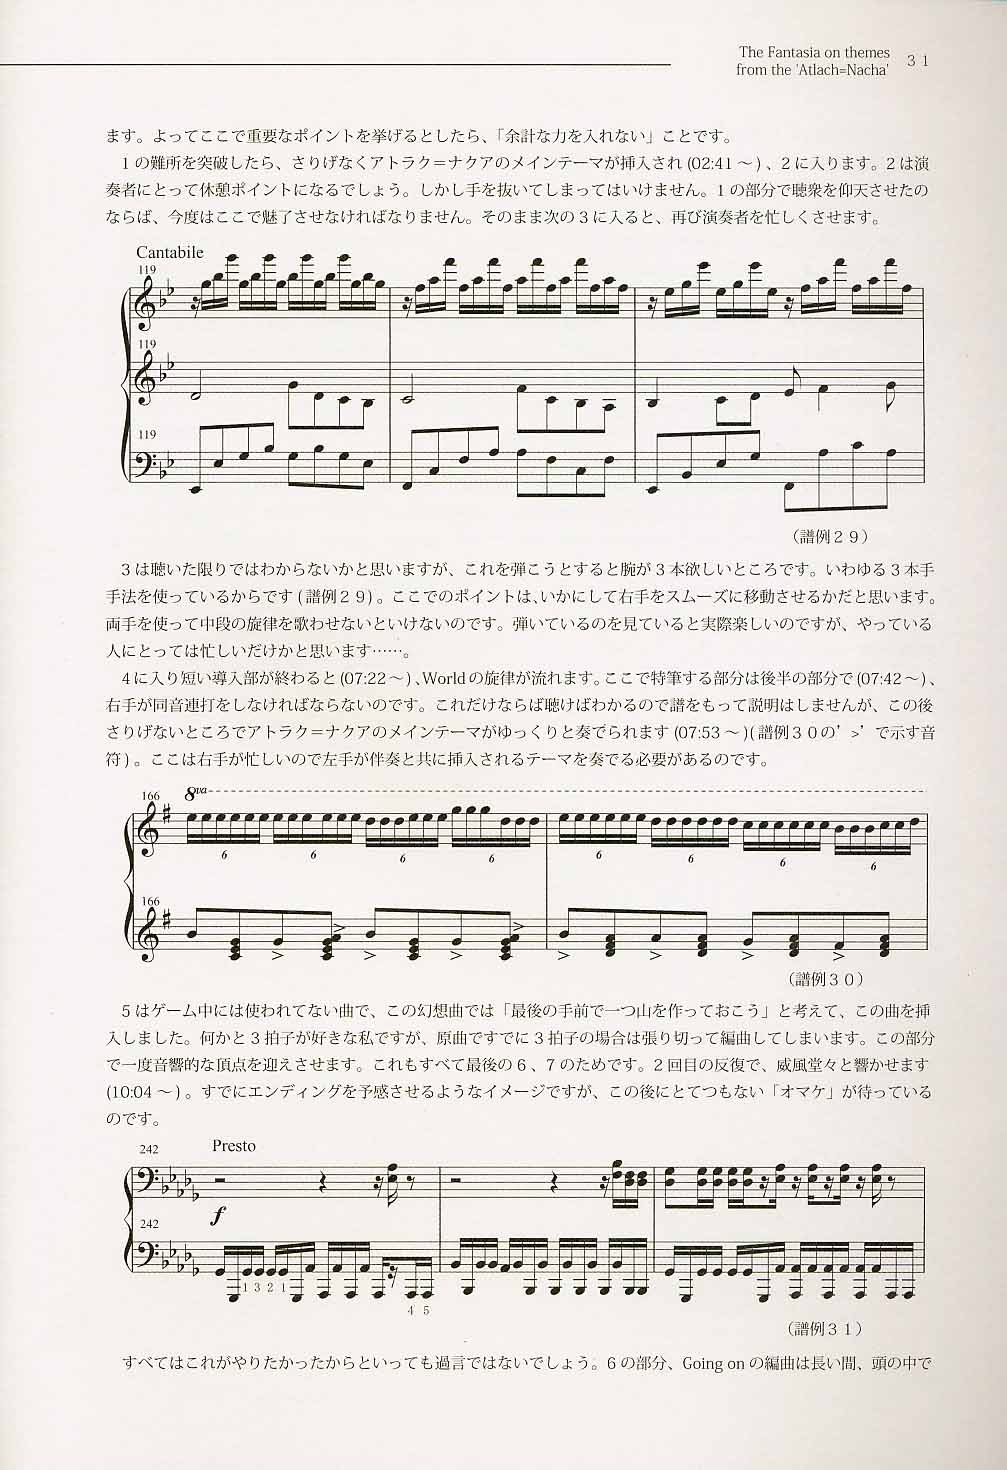 The Fantasia on themes
from the 'Atlach=Nacha'
31
ます。よってここで重要なポイントを挙げるとしたら、「余計な力を入れない」ことです。
1の難所を突破したら、さりげなくアトラク＝ナクアのメインテーマが挿入され(02:41～)、2に入ります。2は演
奏者にとって休憩ポイントになるでしょう。しかし手を抜いてしまってはいけません。1の部分で聴衆を仰天させたの
ならば、今度はここで魅了させなければなりません。そのまま次の3に入ると、再び演奏者を忙しくさせます。
Cantabile
119
119
119
（譜例２９）
3は聴いた限りではわからないかと思いますが、これを弾こうとすると腕が3本欲しいところです。いわゆる3本手
手法を使っているからです(譜例２９)。ここでのポイントは、いかにして右手をスムーズに移動させるかだと思います。
両手を使って中段の旋律を歌わせないといけないのです。弾いているのを見ていると実際楽しいのですが、やっている
人にとっては忙しいだけかと思います……。
4に入り短い導入部が終わると(07:22～)、Worldの旋律が流れます。ここで特筆する部分は後半の部分で(07:42～)、
右手が同音連打をしなければならないのです。これだけならば聴けばわかるので譜をもって説明はしませんが、この後
さりげないところでアトラク＝ナクアのメインテーマがゆっくりと奏でられます(07:53～)(譜例３０の’>’で示す音
符)。ここは右手が忙しいので左手が伴奏と共に挿入されるテーマを奏でる必要があるのです。
166
8va
6 6 6 6 6 6 6 6
166
（譜例３０）
5はゲーム中には使われてない曲で、この幻想曲では「最後の手前で一つ山を作っておこう」と考えて、この曲を挿
入しました。何かと3拍子が好きな私ですが、原曲ですでに3拍子の場合は張り切って編曲してしまいます。この部分
で一度音響的な頂点を迎えさせます。これもすべて最後の6、7のためです。2回目の反復で、威風堂々と響かせます
(10:04～)。すでにエンディングを予感させるようなイメージですが、この後にとてつもない「オマケ」が待っている
のです。
242
Presto
f
242
1 3 2 1
4 5
（譜例３１）
すべてはこれがやりたかったからといっても過言ではないでしょう。6の部分、Going onの編曲は長い間、頭の中で